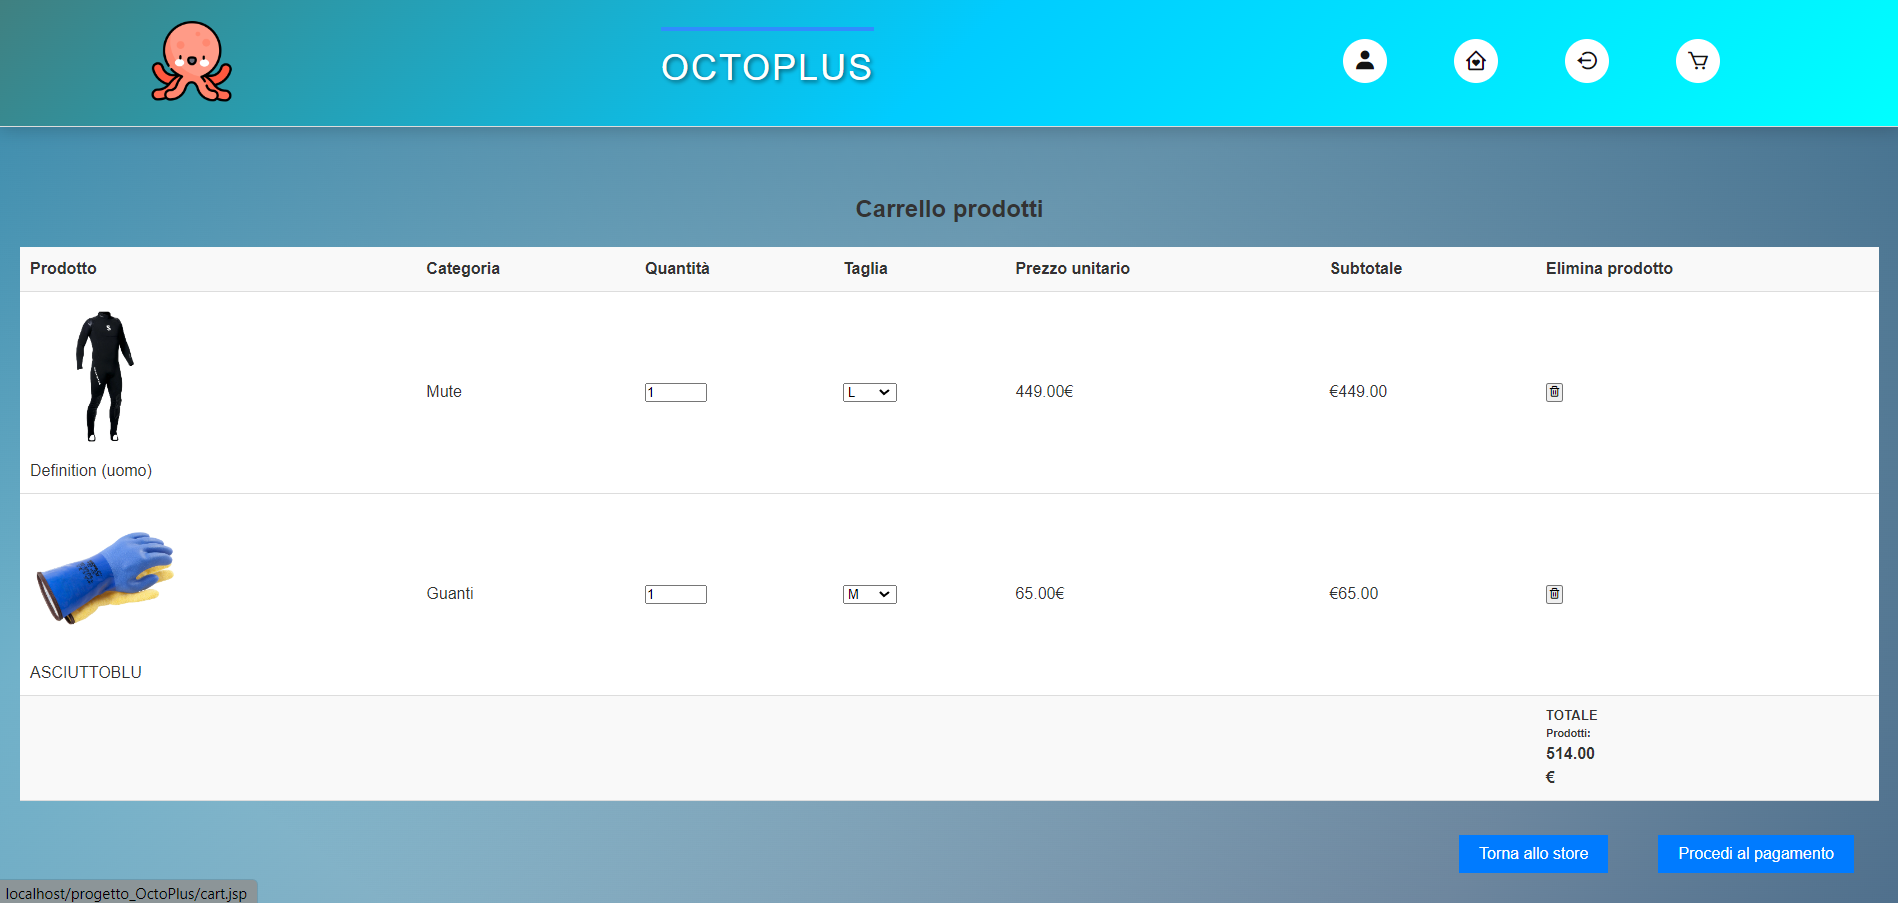 OCTOPLUS
Carrello prodotti
Prodotto Categoria Quantità Taglia Prezzo unitario Subtotale Elimina prodotto
Mute 1 L 449.00€ €449.00
Definition (uomo)
Guanti 1 M 65.00€ €65.00
ASCIUTTOBLU
TOTALE
Prodotti:
514.00
€
Torna allo store Procedi al pagamento
localhost/progetto_OctoPlus/cart.jsp